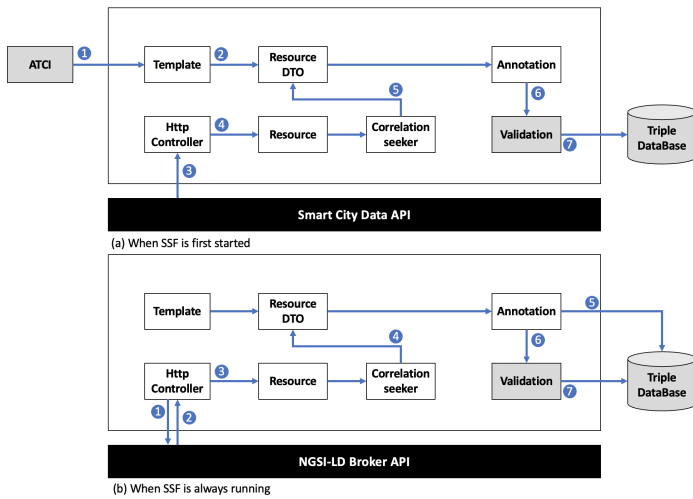 ATCI
1
Template
2
Resource
DTO
Annotation
5
6
Http
Controller
4
Resource
Correlation
seeker
Validation
7
Triple
DataBase
3
Smart City Data API
(a) When SSF is first started
Template
Resource
DTO
Annotation
5
4
6
Http
Controller
3
Resource
Correlation
seeker
Validation
7
Triple
DataBase
1
2
NGSI-LD Broker API
(b) When SSF is always running